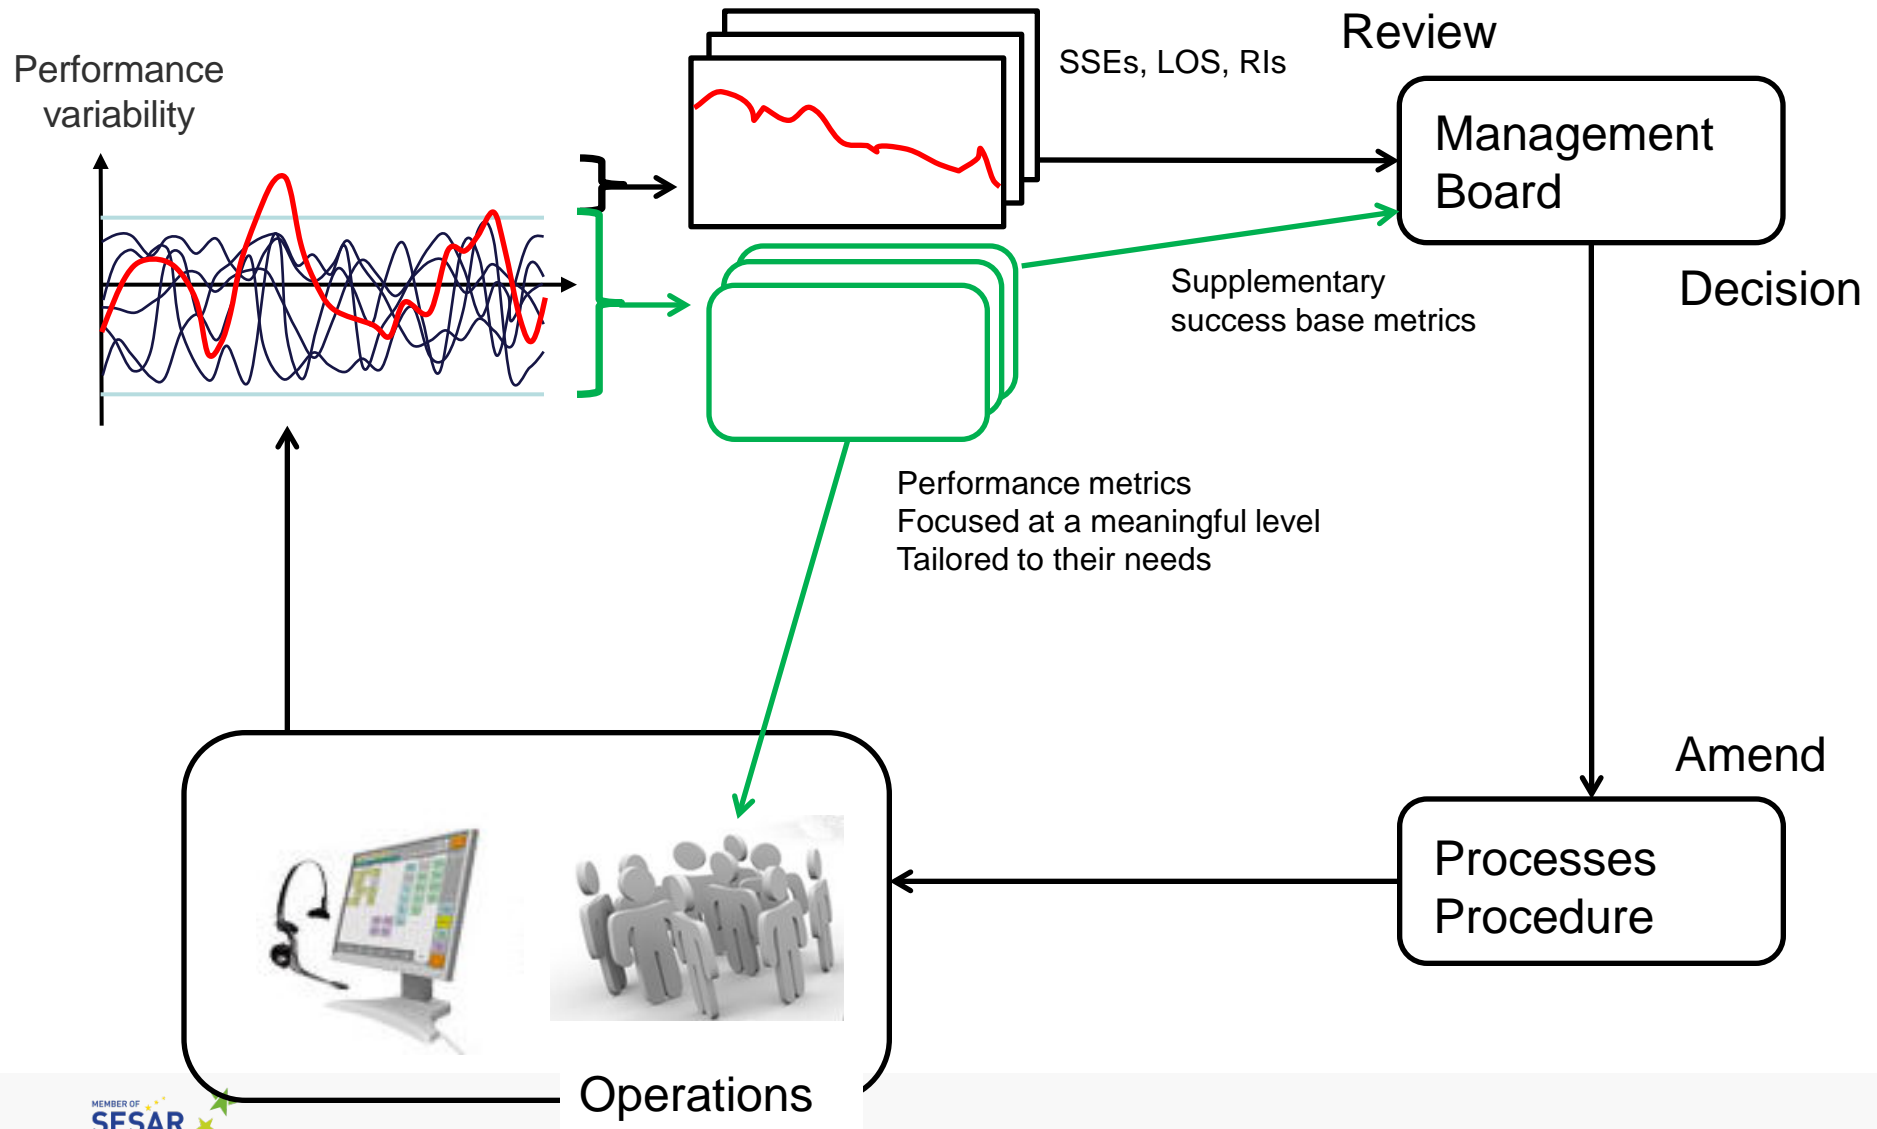 Review
SSEs, LOS, RIs
Performance
variability
Management
Board
Supplementary
success base metrics
Decision
Performance metrics
Focused at a meaningful level
Tailored to their needs
Amend
Processes
Procedure
Operations
MEMBER OF
SESAR